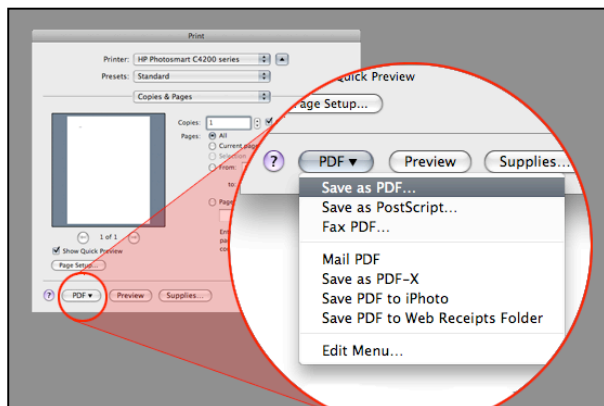 Print
Printer: HP Photosmart C4200 series
Presets: Standard
Copies & Pages
Copies: 1
Pages: All
Current page
Selection
From:
to:
Page
1 of 1
Show Quick Preview
Page Setup...
? PDF Preview Supplies...
Quick Preview
age Setup...
? PDF Preview Supplies...
Save as PDF...
Save as PostScript...
Fax PDF...
Mail PDF
Save as PDF-X
Save PDF to iPhoto
Save PDF to Web Receipts Folder
Edit Menu...